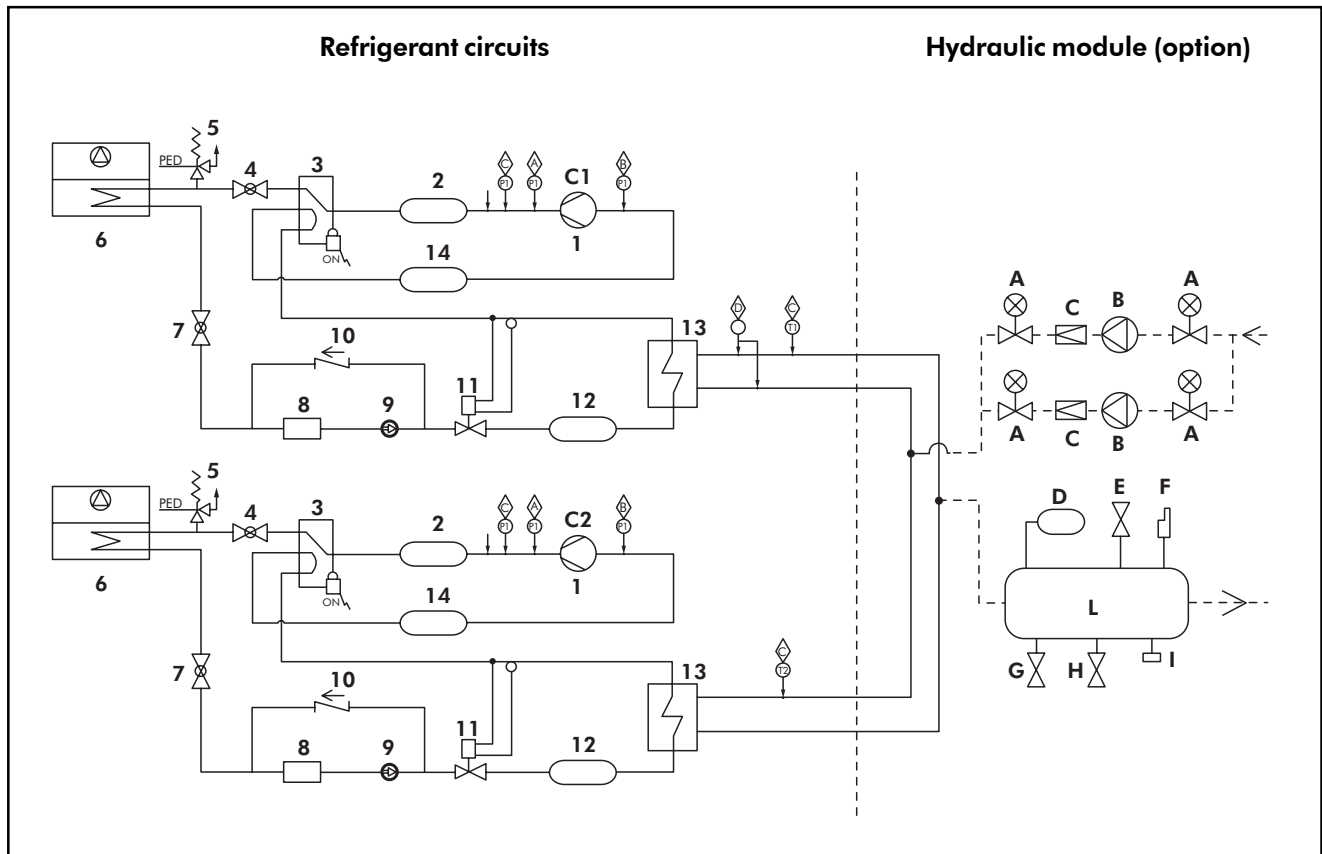 Refrigerant circuits
Hydraulic module (option)
5
PED
4
3
2
C
P1
A
P1
C1
B
P1
1
6
ON
14
7
10
11
8
9
12
13
D
C
T1
A
C
B
A
A
C
B
A
5
PED
4
3
2
C
P1
A
P1
C2
B
P1
1
6
ON
14
7
10
11
8
9
12
13
C
T2
D
E
F
L
G
H
I